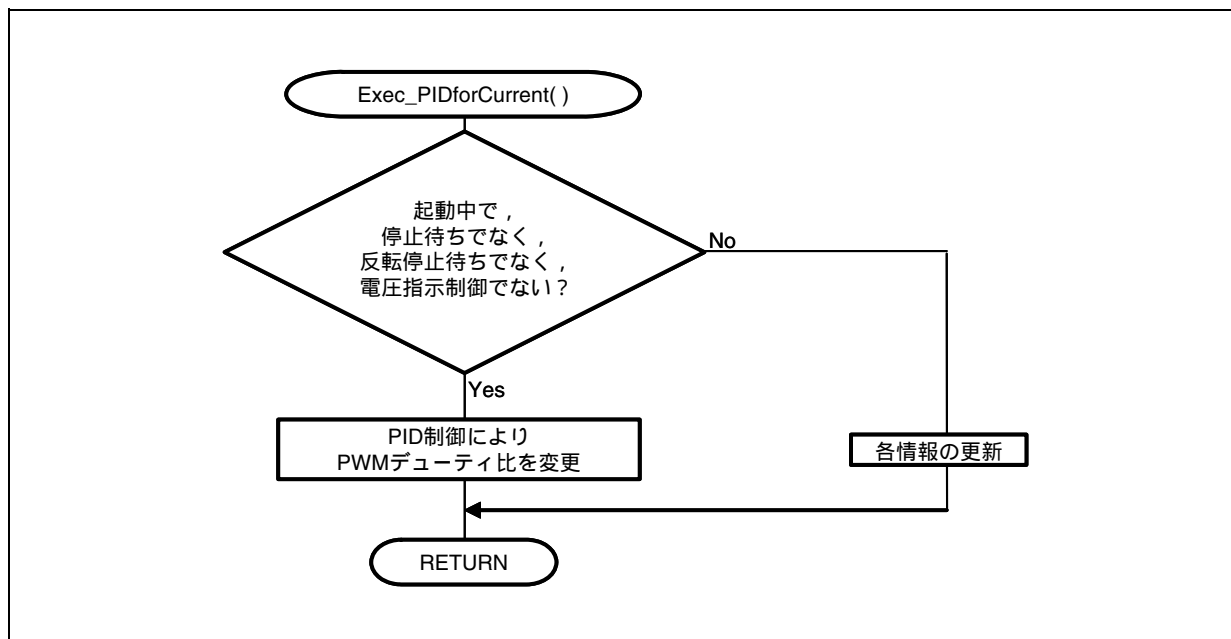 Exec_PIDforCurrent( )
起動中で，
停止待ちでなく，
反転停止待ちでなく，
電圧指示制御でない？
No
Yes
PID制御により
PWMデューティ比を変更
各情報の更新
RETURN